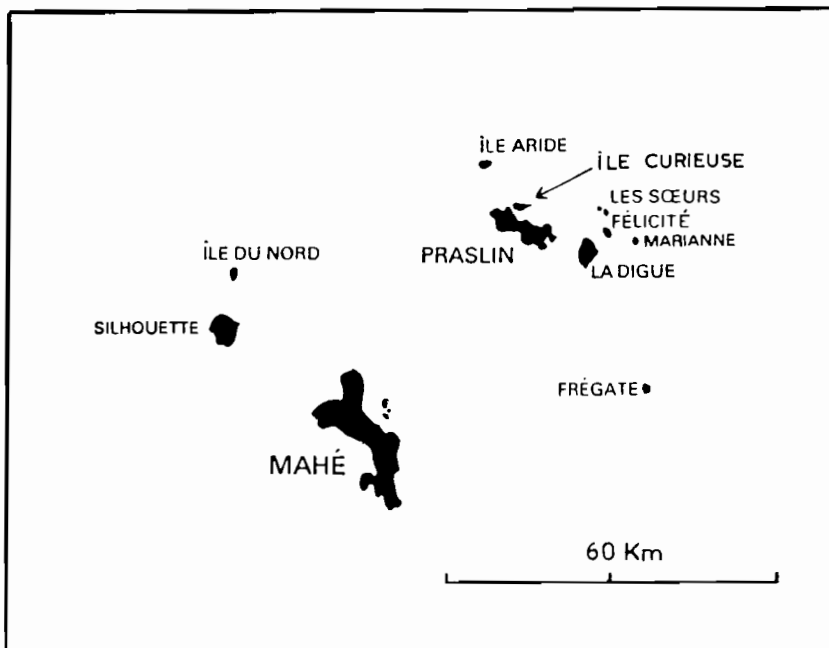 ÎLE ARIDE
ÎLE CURIEUSE
LES SŒURS
FÉLICITÉ
MARIANNE
PRASLIN
LA DIGUE
ÎLE DU NORD
SILHOUETTE
FRÉGATE
MAHÉ
60 Km